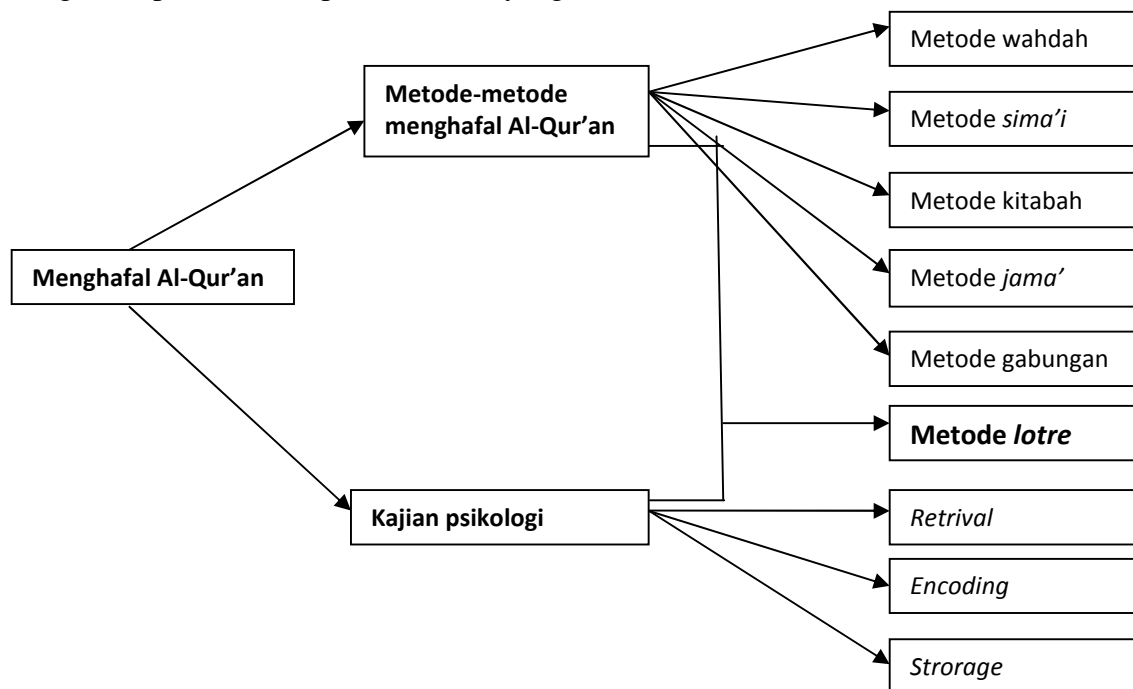 Metode wahdah
Metode-metode
menghafal Al-Qur’an
Metode sima’i
Metode kitabah
Menghafal Al-Qur’an
Metode jama’
Metode gabungan
Metode lotre
Kajian psikologi
Retrival
Encoding
Strorage